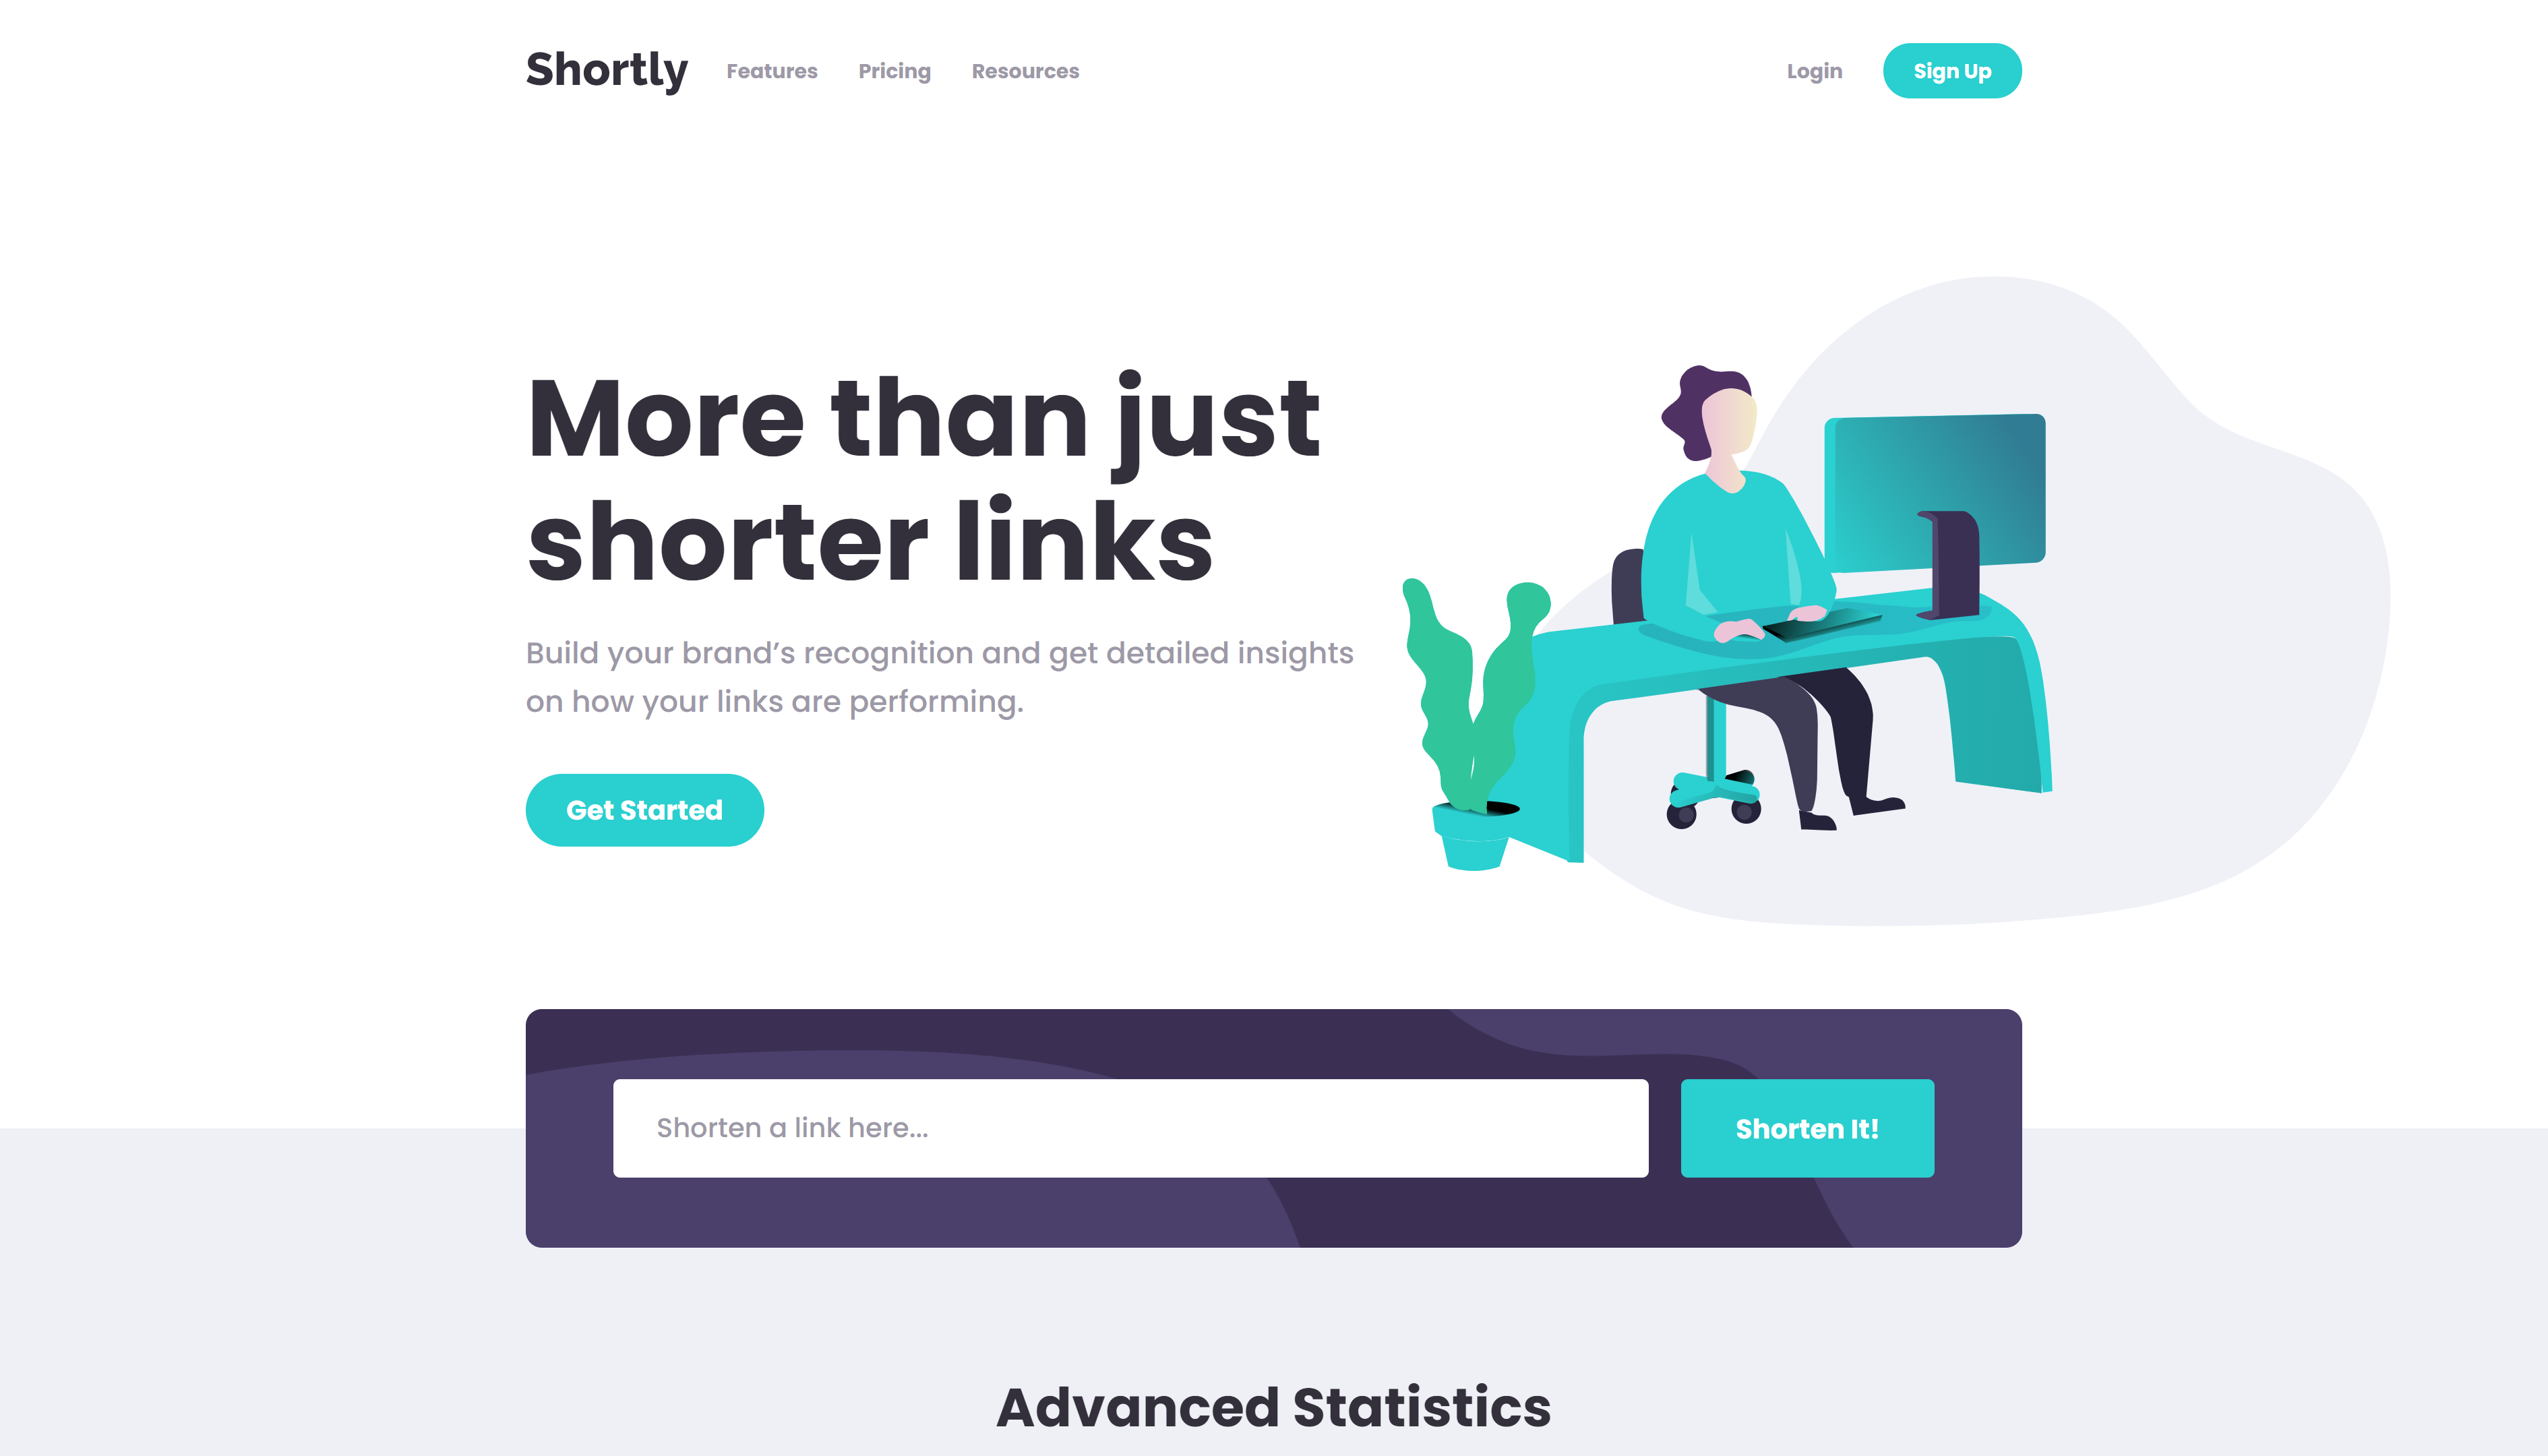 Shortly Features Pricing Resources Login Sign Up
More than just
shorter links
Build your brand’s recognition and get detailed insights
on how your links are performing.
Get Started
Shorten a link here...
Shorten It!
Advanced Statistics